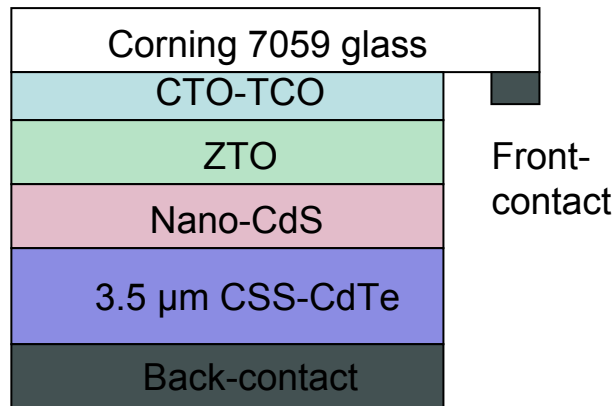 Corning 7059 glass
CTO-TCO
ZTO
Front-
contact
Nano-CdS
3.5 µm CSS-CdTe
Back-contact